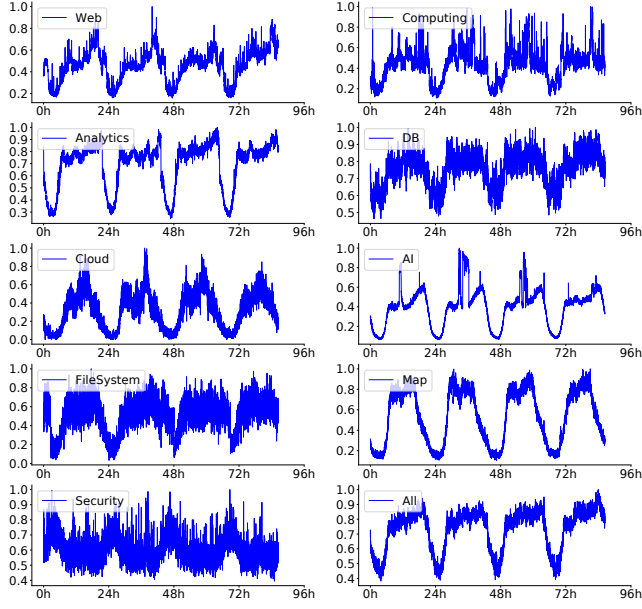 Web
1.0
0.8
0.6
0.4
0.2
0h
24h
48h
72h
96h
Computing
1.0
0.8
0.6
0.4
0.2
0h
24h
48h
72h
96h
Analytics
1.0
0.9
0.8
0.7
0.6
0.5
0.4
0.3
0h
24h
48h
72h
96h
DB
1.0
0.9
0.8
0.7
0.6
0.5
0h
24h
48h
72h
96h
Cloud
1.0
0.8
0.6
0.4
0.2
0.0
0h
24h
48h
72h
96h
AI
1.0
0.8
0.6
0.4
0.2
0h
24h
48h
72h
96h
FileSystem
1.0
0.8
0.6
0.4
0.2
0.0
0h
24h
48h
72h
96h
Map
1.0
0.8
0.6
0.4
0.2
0h
24h
48h
72h
96h
Security
1.0
0.9
0.8
0.7
0.6
0.5
0.4
0h
24h
48h
72h
96h
All
1.0
0.9
0.8
0.7
0.6
0.5
0.4
0h
24h
48h
72h
96h